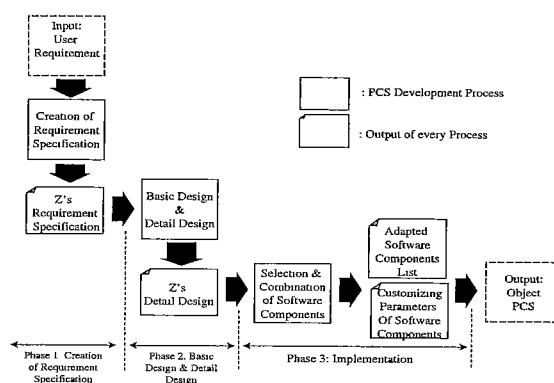 Input:
User
Requirement
Creation of
Requirement
Specification
Z's
Requirement
Specification
Basic Design
&
Detail Design
Z's
Detail Design
Selection &
Combination
of Software
Components
Adapted
Software
Components
List
Customizing
Parameters
Of Software
Components
Output:
Object
PCS
: PCS Development Process
: Output of every Process
Phase 1 Creation
of Requirement
Specification
Phase 2. Basic
Design & Detail
Design
Phase 3: Implementation